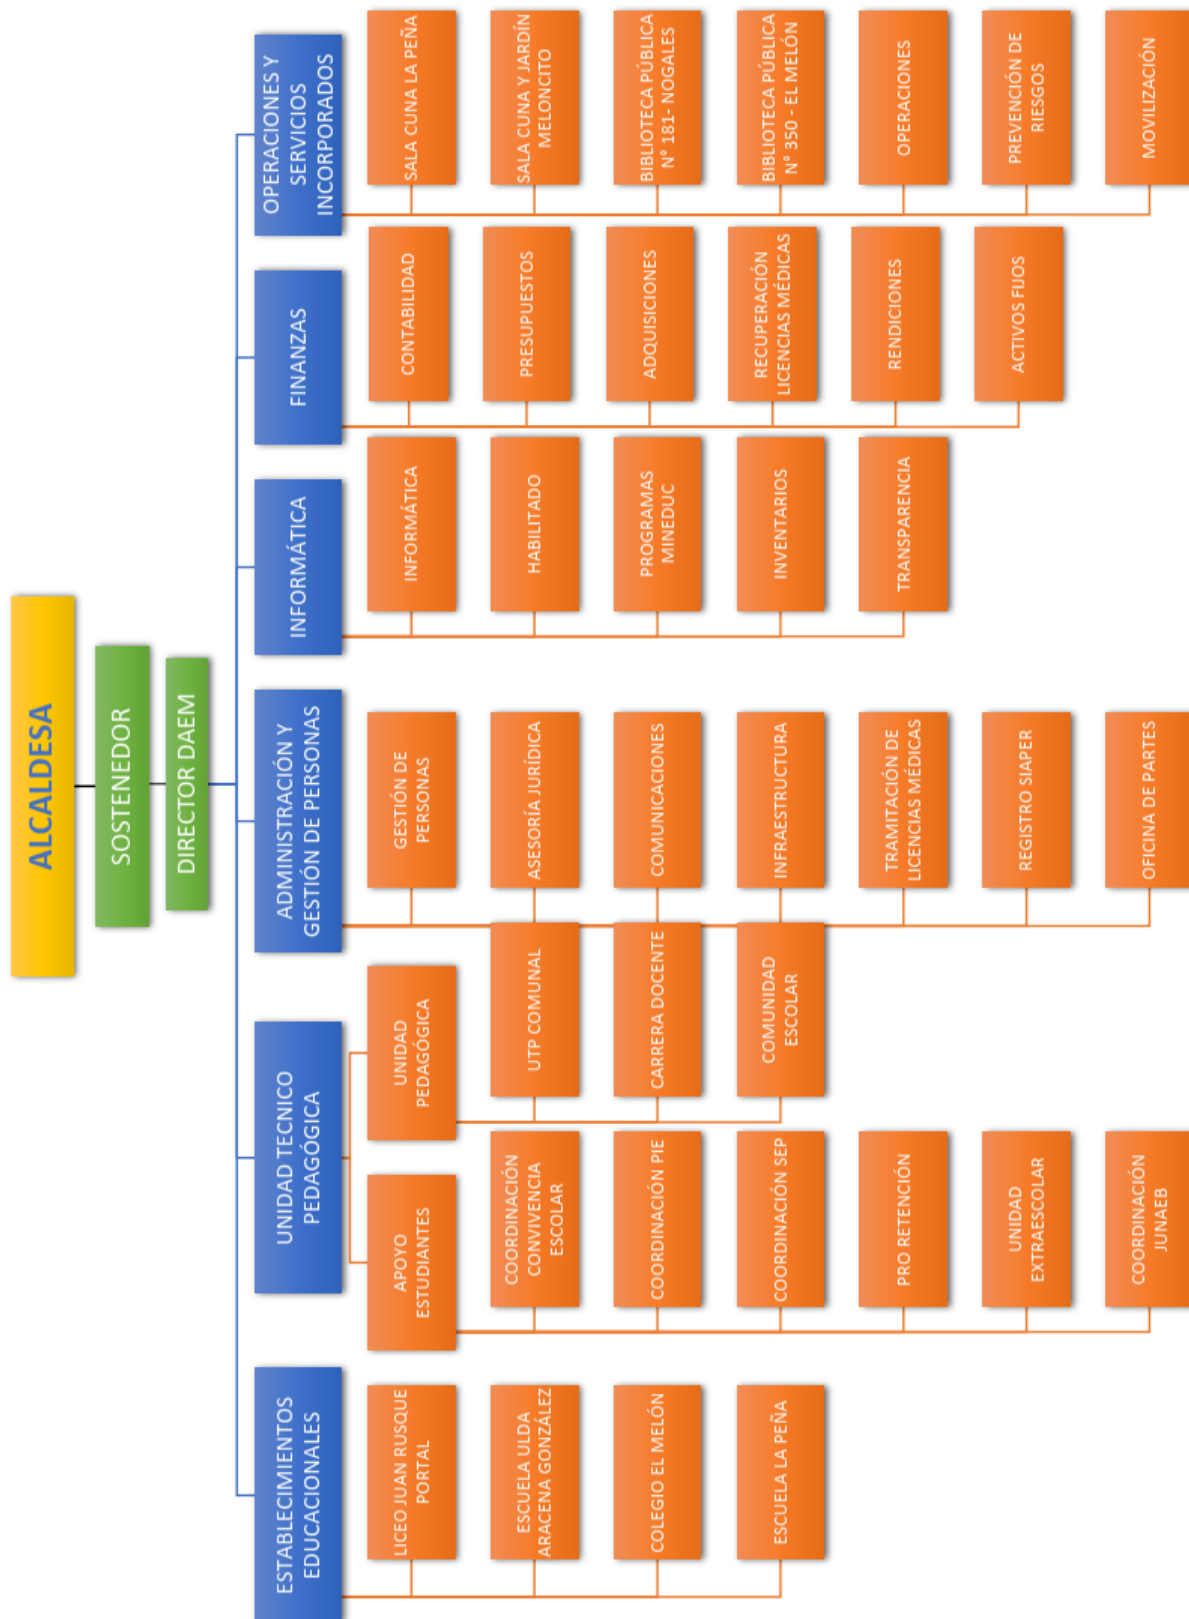 ALCALDESA
SOSTENEDOR
DIRECTOR DAEM
ESTABLECIMIENTOS
EDUCACIONALES
LICEO JUAN RUSQUE
PORTAL
ESCUELA ULDA
ARACENA GONZÁLEZ
COLEGIO EL MELÓN
ESCUELA LA PEÑA
UNIDAD TECNICO
PEDAGÓGICA
APOYO
ESTUDIANTES
COORDINACIÓN
CONVIVENCIA
ESCOLAR
COORDINACIÓN PIE
COORDINACIÓN SEP
PRO RETENCIÓN
UNIDAD
EXTRAESCOLAR
COORDINACIÓN
JUNAEB
UNIDAD
PEDAGÓGICA
UTP COMUNAL
CARRERA DOCENTE
COMUNIDAD
ESCOLAR
ADMINISTRACIÓN Y
GESTIÓN DE PERSONAS
GESTIÓN DE
PERSONAS
ASESORÍA JURÍDICA
COMUNICACIONES
INFRAESTRUCTURA
TRAMITACIÓN DE
LICENCIAS MÉDICAS
REGISTRO SIAPER
OFICINA DE PARTES
INFORMÁTICA
INFORMÁTICA
HABILITADO
PROGRAMAS
MINEDUC
INVENTARIOS
TRANSPARENCIA
FINANZAS
CONTABILIDAD
PRESUPUESTOS
ADQUISICIONES
RECUPERACIÓN
LICENCIAS MÉDICAS
RENDICIONES
ACTIVOS FIJOS
OPERACIONES Y
SERVICIOS
INCORPORADOS
SALA CUNA LA PEÑA
SALA CUNA Y JARDÍN
MELONCITO
BIBLIOTECA PÚBLICA
N° 181- NOGALES
BIBLIOTECA PÚBLICA
N° 350 - EL MELÓN
OPERACIONES
PREVENCIÓN DE
RIESGOS
MOVILIZACIÓN